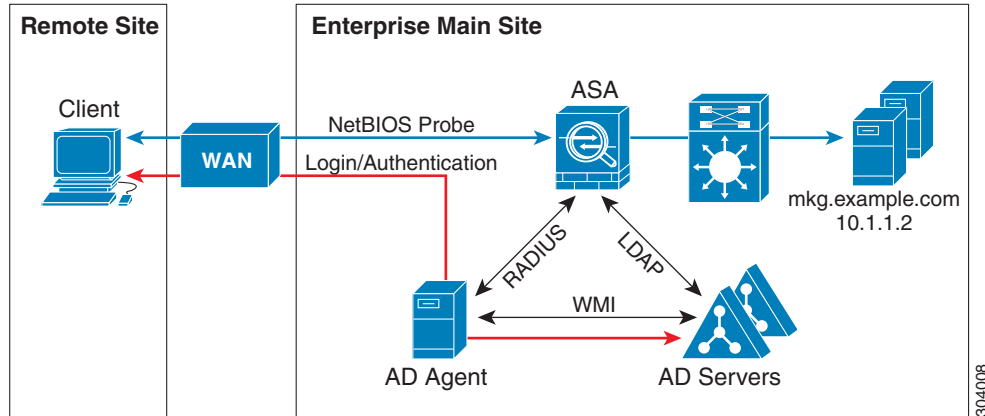 Remote Site
Enterprise Main Site
Client
ASA
NetBIOS Probe
WAN
Login/Authentication
mkg.example.com
10.1.1.2
RADIUS
LDAP
WMI
AD Agent
AD Servers
304008